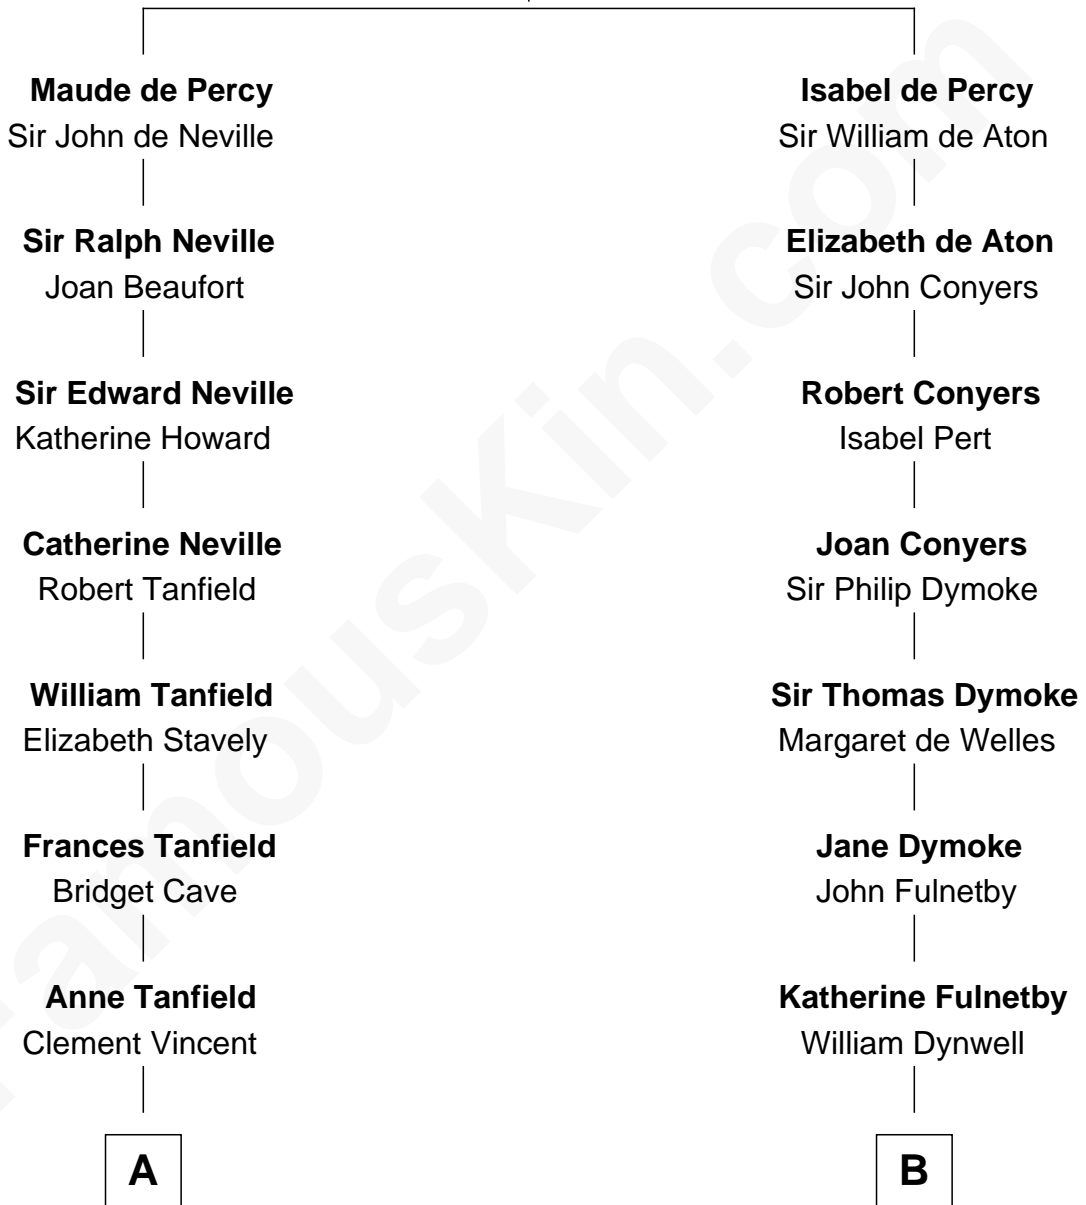 Maude de Percy
Sir John de Neville
Isabel de Percy
Sir William de Aton
Sir Ralph Neville
Joan Beaufort
Elizabeth de Aton
Sir John Conyers
Sir Edward Neville
Katherine Howard
Robert Conyers
Isabel Pert
Catherine Neville
Robert Tanfield
Joan Conyers
Sir Philip Dymoke
William Tanfield
Elizabeth Stavely
Sir Thomas Dymoke
Margaret de Welles
Frances Tanfield
Bridget Cave
Jane Dymoke
John Fulnetby
Anne Tanfield
Clement Vincent
Katherine Fulnetby
William Dynwell
A
B
FamousKin.com